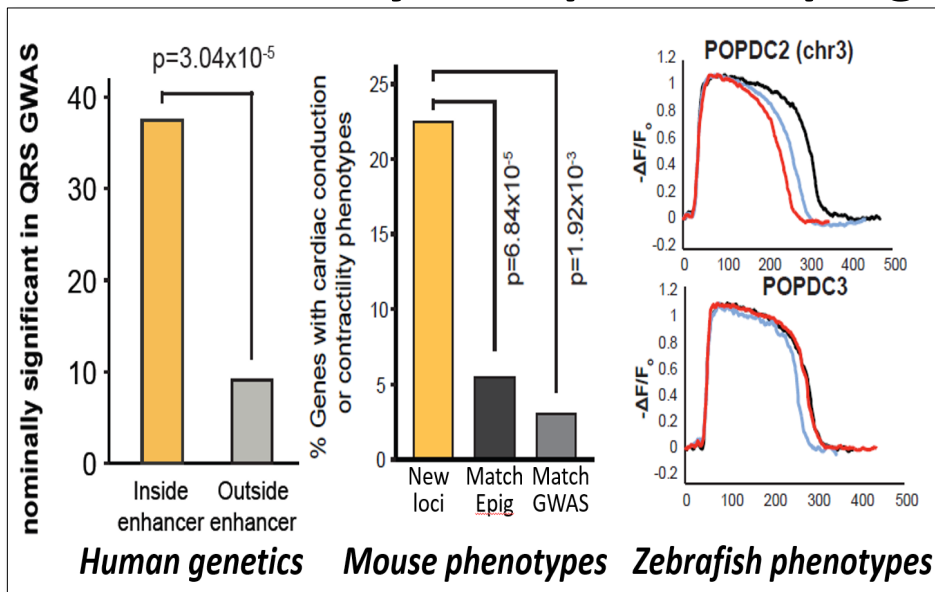 nominally significant in QRS GWAS
p=3.04x10-5
40
30
20
10
0
Inside enhancer
Outside enhancer
Human genetics
% Genes with cardiac conduction
or contractility phenotypes
25
20
15
10
5
0
p=6.84x10-5
p=1.92x10-3
New loci
Match Epig
Match GWAS
Mouse phenotypes
POPDC2 (chr3)
-ΔF/Fo
1.2
1
0.8
0.6
0.4
0.2
0
-0.2
0 100 200 300 400 500
POPDC3
-ΔF/Fo
1.2
1
0.8
0.6
0.4
0.2
0
-0.2
0 100 200 300 400 500
Zebrafish phenotypes